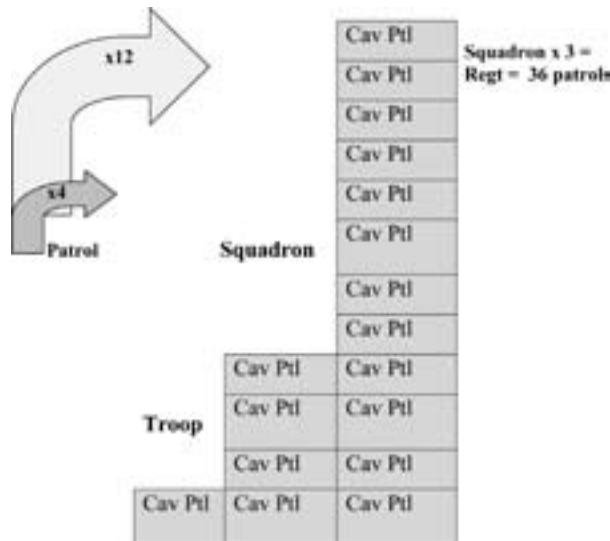 Cav Ptl
Squadron x 3 =
x12
Cav Ptl
Regt = 36 patrols
Cav Ptl
Cav Ptl
x4
Cav Ptl
Patrol
Squadron
Cav Ptl
Cav Ptl
Cav Ptl
Cav Ptl
Cav Ptl
Troop
Cav Ptl
Cav Ptl
Cav Ptl
Cav Ptl
Cav Ptl
Cav Ptl
Cav Ptl